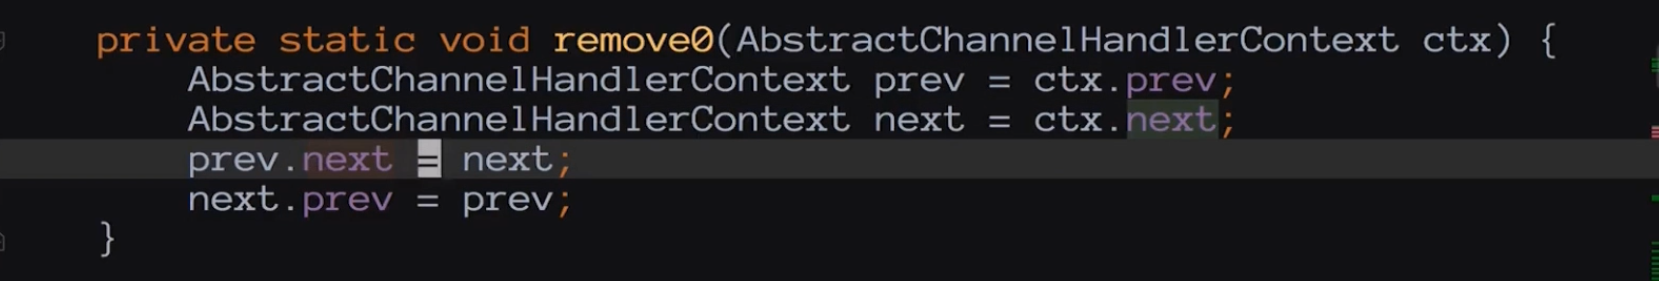 private static void remove0(AbstractChannelHandlerContext ctx) {
AbstractChannelHandlerContext prev = ctx.prev;
AbstractChannelHandlerContext next = ctx.next;
prev.next = next;
next.prev = prev;
}